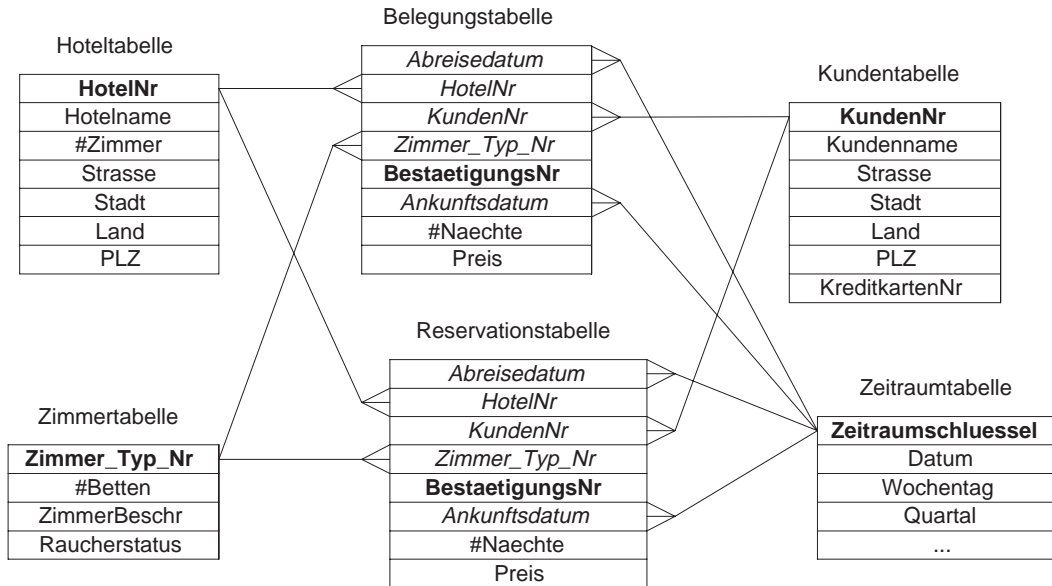 Hoteltabelle
HotelNr
Hotelname
#Zimmer
Strasse
Stadt
Land
PLZ
Belegungstabelle
Abreisedatum
HotelNr
KundenNr
Zimmer_Typ_Nr
BestaetigungsNr
Ankunftsdatum
#Naechte
Preis
Kundentabelle
KundenNr
Kundenname
Strasse
Stadt
Land
PLZ
KreditkartenNr
Zimmertabelle
Zimmer_Typ_Nr
#Betten
ZimmerBeschr
Raucherstatus
Reservationstabelle
Abreisedatum
HotelNr
KundenNr
Zimmer_Typ_Nr
BestaetigungsNr
Ankunftsdatum
#Naechte
Preis
Zeitraumtabelle
Zeitraumschluessel
Datum
Wochentag
Quartal
...